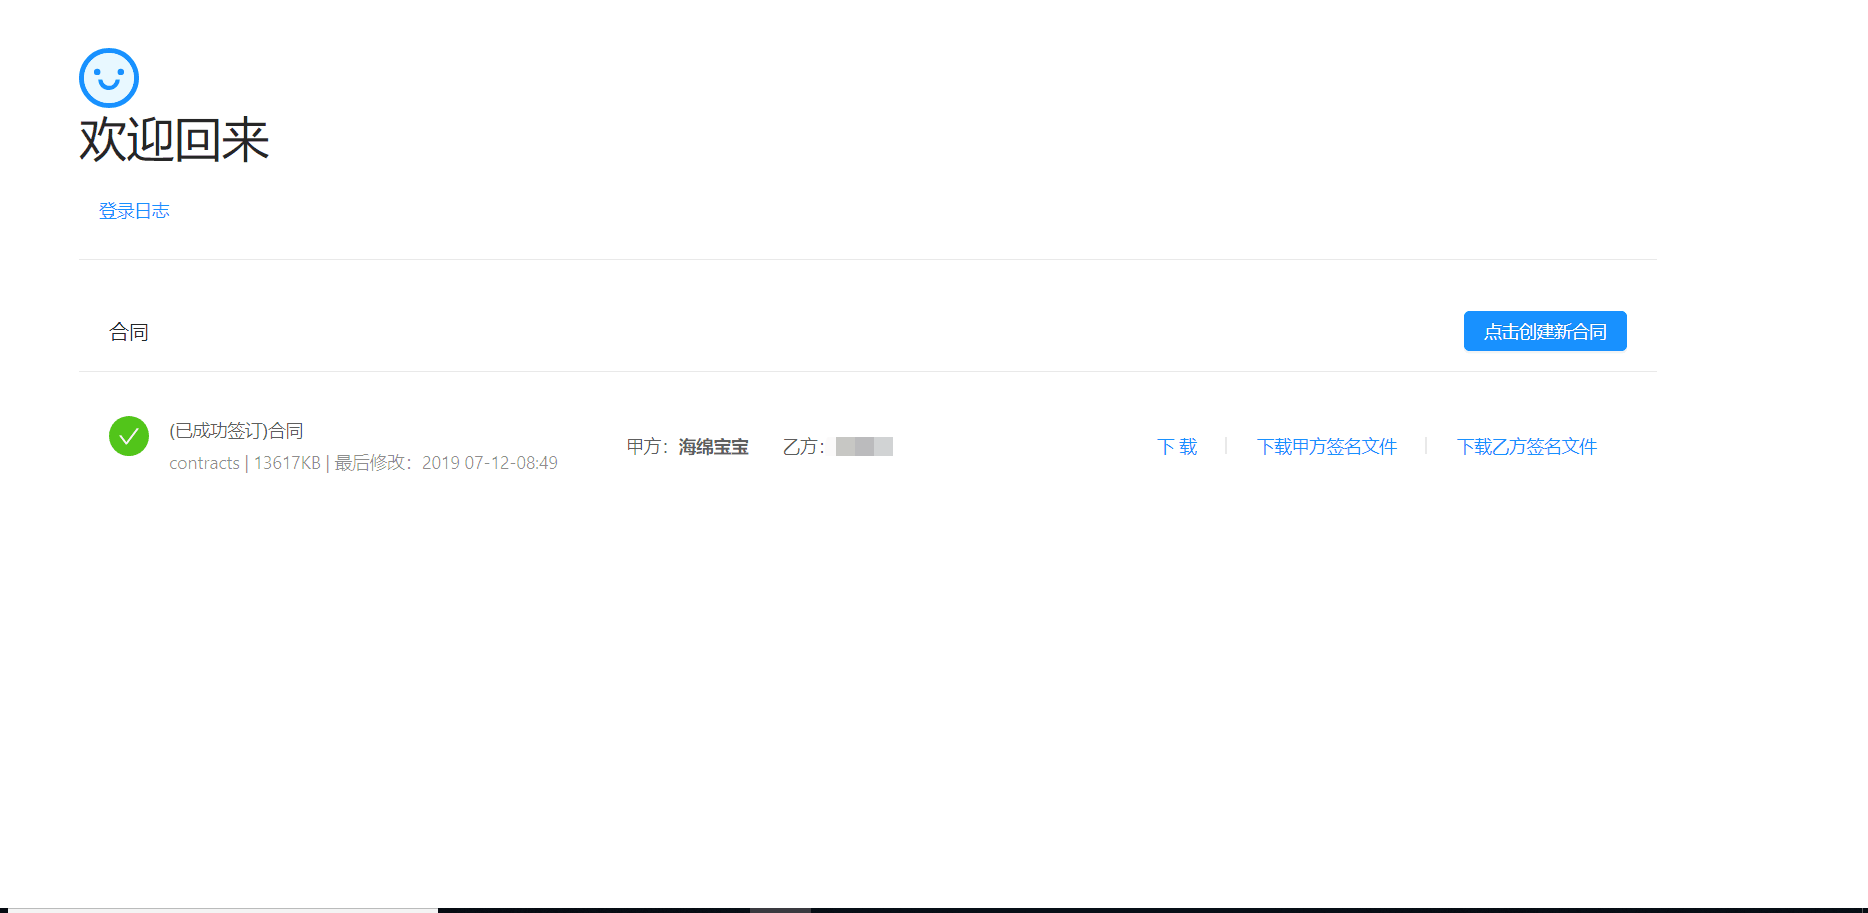 欢迎回来
登录日志
合同
点击创建新合同
(已成功签订)合同
contracts | 13617KB | 最后修改：2019 07-12-08:49
甲方：海绵宝宝 乙方：
下 载 | 下载甲方签名文件 | 下载乙方签名文件